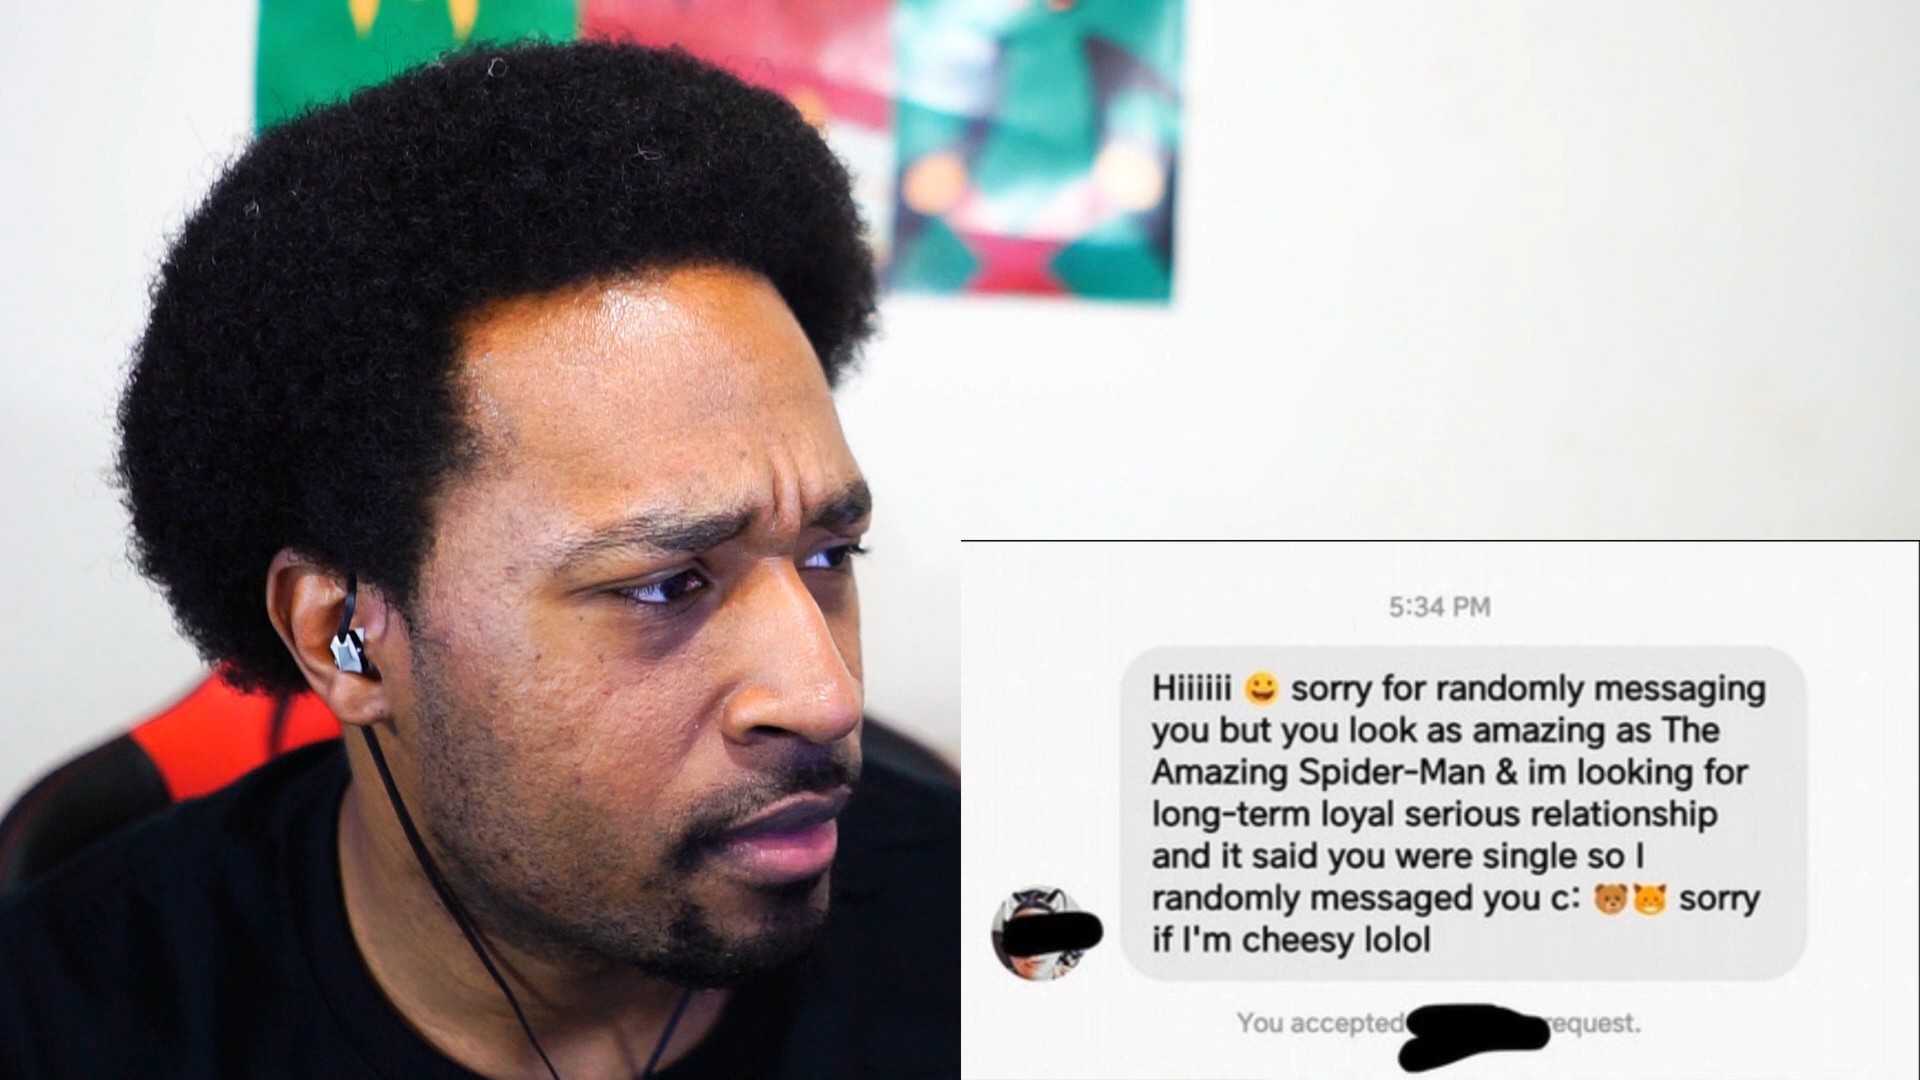 5:34 PM
Hiiiiiii 😀 sorry for randomly messaging
you but you look as amazing as The
Amazing Spider-Man & im looking for
long-term loyal serious relationship
and it said you were single so I
randomly messaged you c: 🐻😸 sorry
if I'm cheesy lolol
You accepted